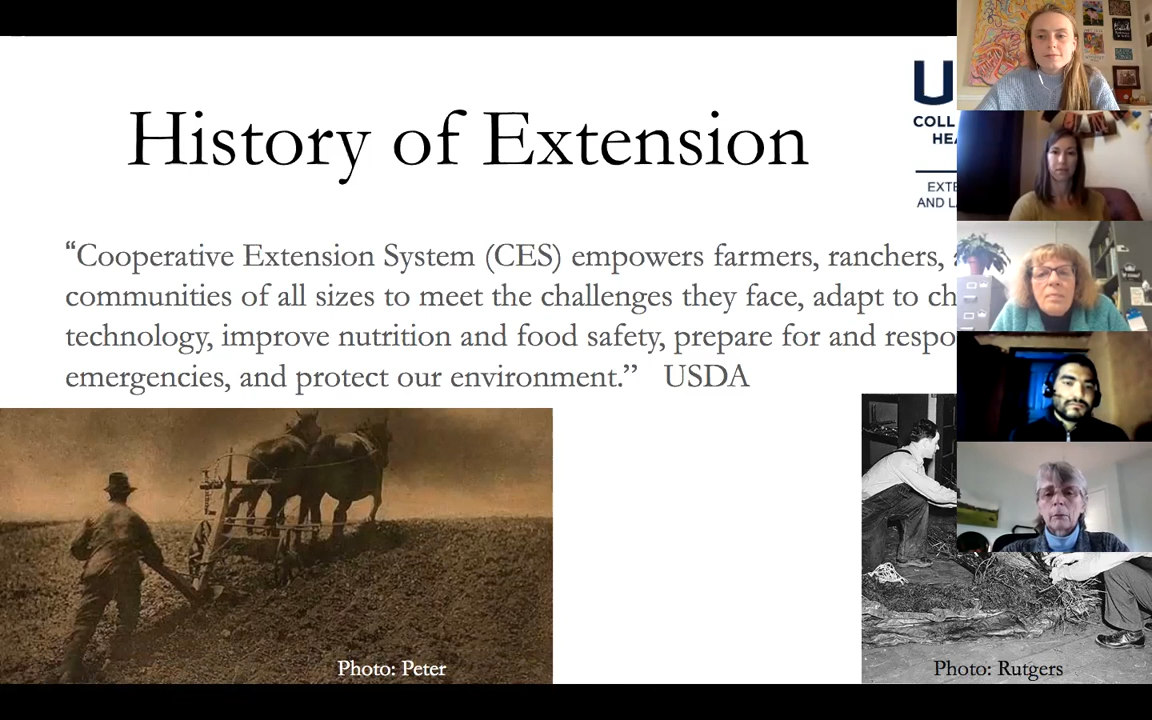 History of Extension
U
COLL
HEA
EXTE
AND LA
“Cooperative Extension System (CES) empowers farmers, ranchers,
communities of all sizes to meet the challenges they face, adapt to ch
technology, improve nutrition and food safety, prepare for and respo
emergencies, and protect our environment.” USDA
Photo: Peter
Photo: Rutgers